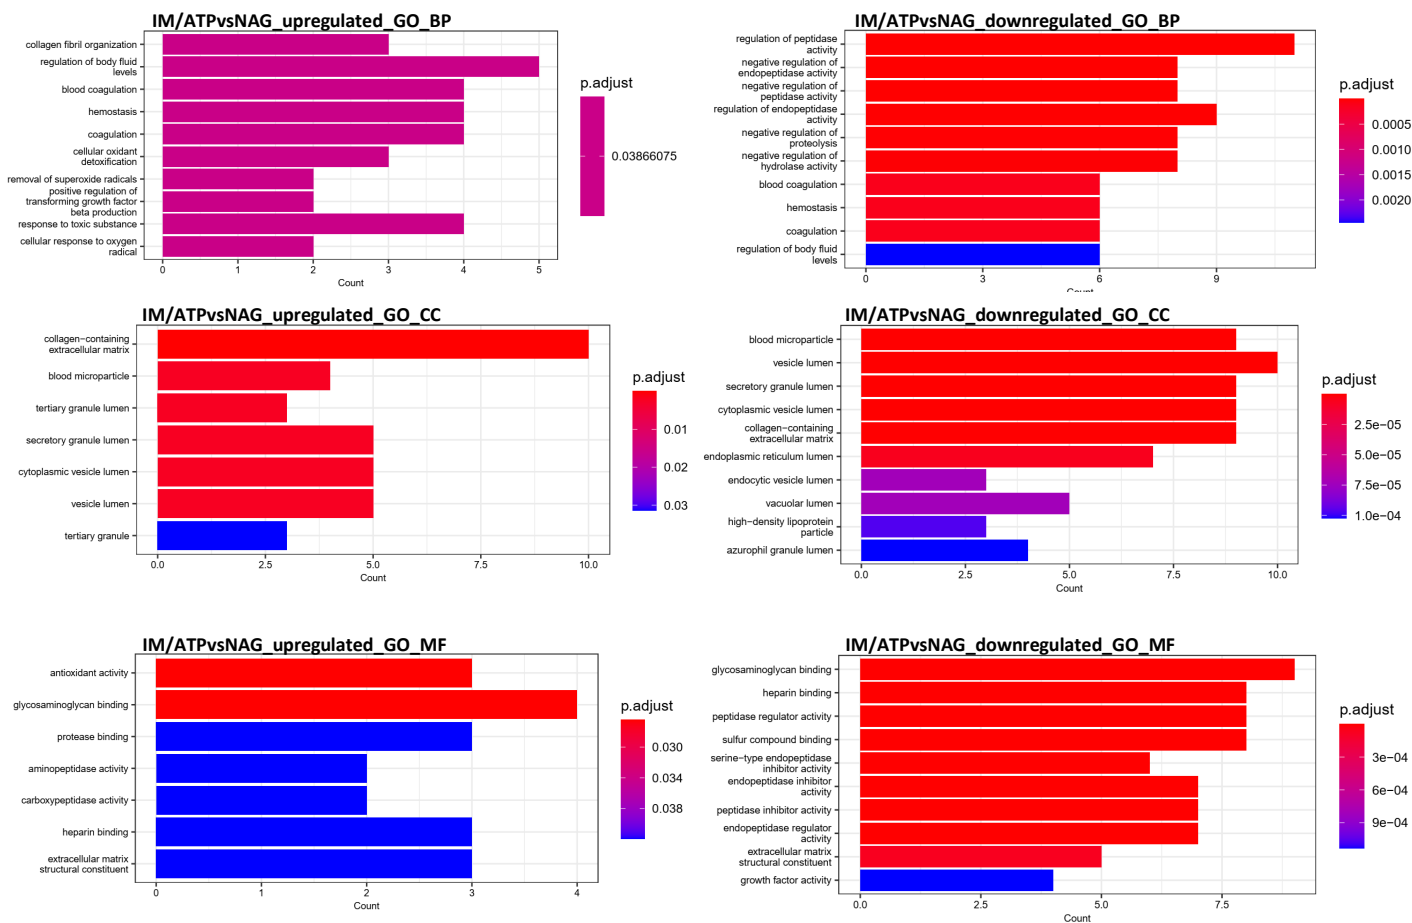 IM/ATPvsNAG_upregulated_GO_BP
collagen fibril organization
regulation of body fluid
levels
blood coagulation
hemostasis
coagulation
cellular oxidant
detoxification
removal of superoxide radicals
positive regulation of
transforming growth factor
beta production
response to toxic substance
cellular response to oxygen
radical
0 1 2 3 4 5
Count
p.adjust
0.03866075
IM/ATPvsNAG_downregulated_GO_BP
regulation of peptidase
activity
negative regulation of
endopeptidase activity
negative regulation of
peptidase activity
regulation of endopeptidase
activity
negative regulation of
proteolysis
negative regulation of
hydrolase activity
blood coagulation
hemostasis
coagulation
regulation of body fluid
levels
0 3 6 9
Count
p.adjust
0.0005
0.0010
0.0015
0.0020
IM/ATPvsNAG_upregulated_GO_CC
collagen−containing
extracellular matrix
blood microparticle
tertiary granule lumen
secretory granule lumen
cytoplasmic vesicle lumen
vesicle lumen
tertiary granule
0.0 2.5 5.0 7.5 10.0
Count
p.adjust
0.01
0.02
0.03
IM/ATPvsNAG_downregulated_GO_CC
blood microparticle
vesicle lumen
secretory granule lumen
cytoplasmic vesicle lumen
collagen−containing
extracellular matrix
endoplasmic reticulum lumen
endocytic vesicle lumen
vacuolar lumen
high−density lipoprotein
particle
azurophil granule lumen
0.0 2.5 5.0 7.5 10.0
Count
p.adjust
2.5e−05
5.0e−05
7.5e−05
1.0e−04
IM/ATPvsNAG_upregulated_GO_MF
antioxidant activity
glycosaminoglycan binding
protease binding
aminopeptidase activity
carboxypeptidase activity
heparin binding
extracellular matrix
structural constituent
0 1 2 3 4
Count
p.adjust
0.030
0.034
0.038
IM/ATPvsNAG_downregulated_GO_MF
glycosaminoglycan binding
heparin binding
peptidase regulator activity
sulfur compound binding
serine−type endopeptidase
inhibitor activity
endopeptidase inhibitor
activity
peptidase inhibitor activity
endopeptidase regulator
activity
extracellular matrix
structural constituent
growth factor activity
0.0 2.5 5.0 7.5
Count
p.adjust
3e−04
6e−04
9e−04